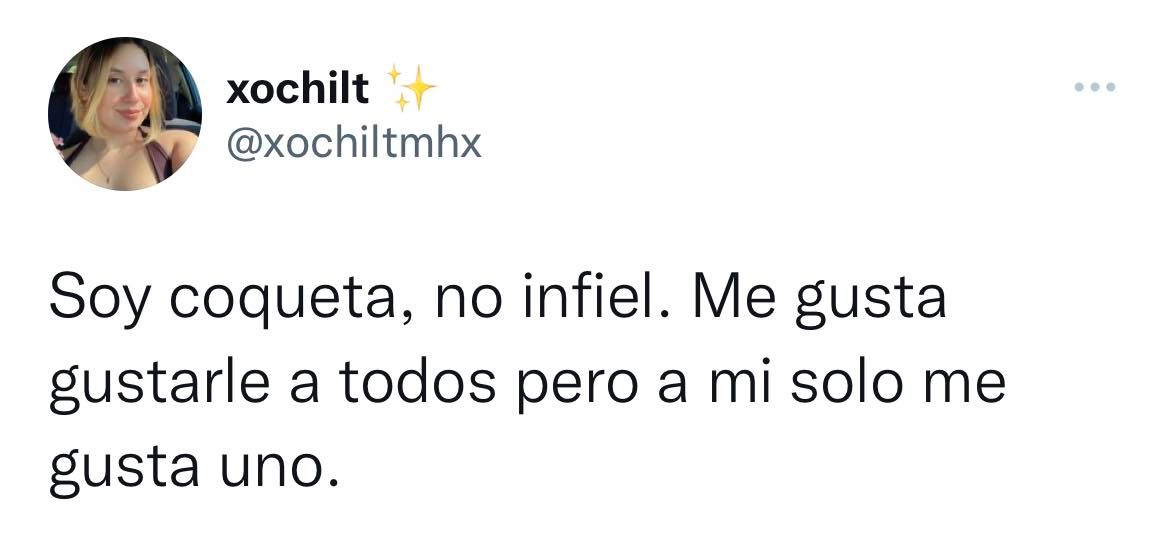 xochilt ✨
@xochiltmhx
Soy coqueta, no infiel. Me gusta
gustarle a todos pero a mi solo me
gusta uno.